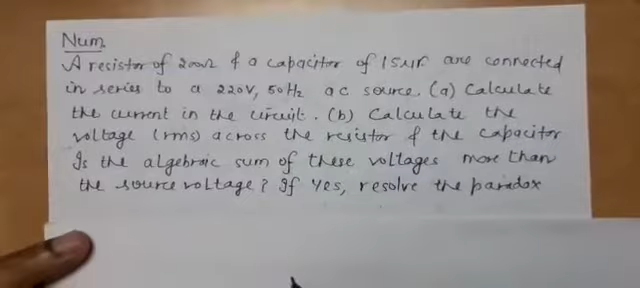 Num
A resistor of 200Ω & a capacitor of 15μF are connected
in series to a 220V, 50Hz ac source. (a) Calculate
the current in the circuit. (b) Calculate the
voltage (rms) across the resistor & the capacitor
Is the algebraic sum of these voltages more than
the source voltage? If Yes, resolve the paradox